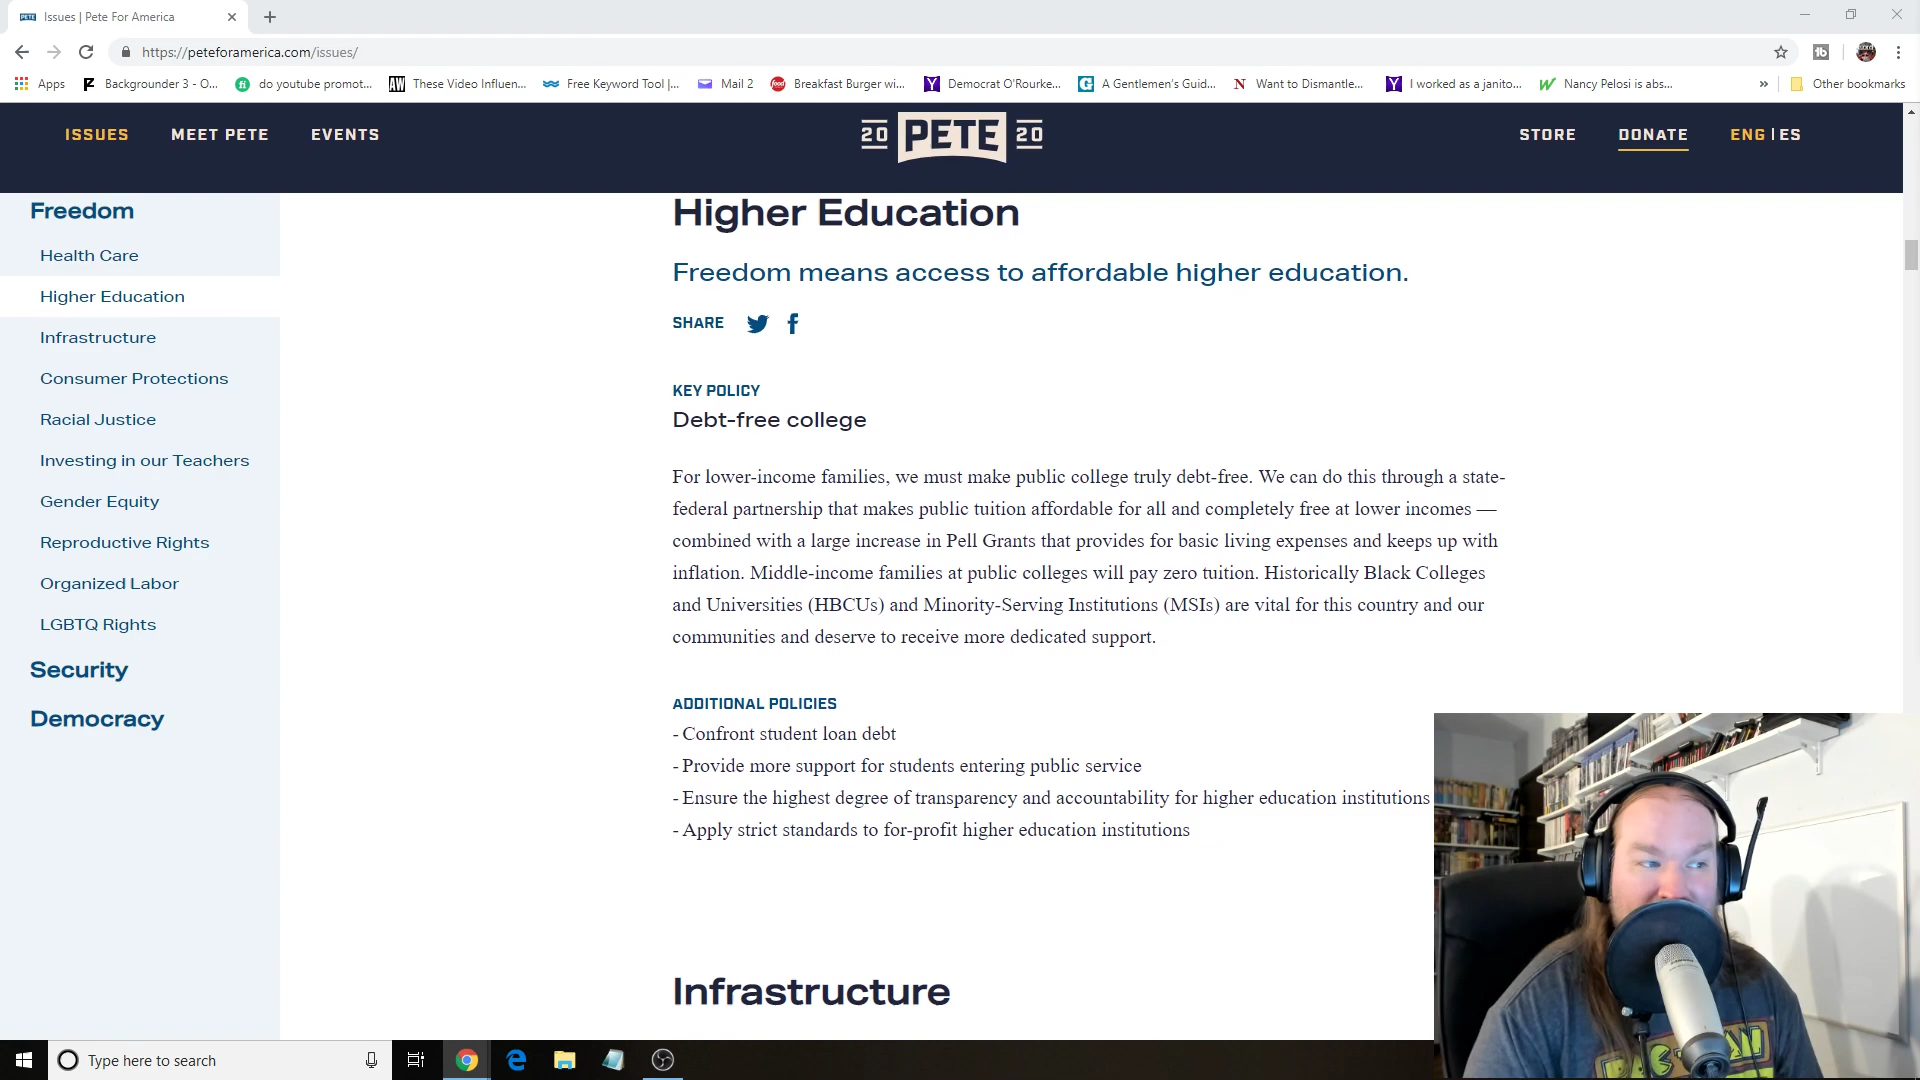 Issues | Pete For America
https://peteforamerica.com/issues/
Apps
Backgrounder 3 - O...
do youtube promot...
These Video Influen...
Free Keyword Tool |...
Mail 2
Breakfast Burger wi...
Democrat O'Rourke...
A Gentlemen's Guid...
Want to Dismantle...
I worked as a janito...
Nancy Pelosi is abs...
Other bookmarks
ISSUES
MEET PETE
EVENTS
20 PETE 20
STORE
DONATE
ENG | ES
Freedom
Health Care
Higher Education
Infrastructure
Consumer Protections
Racial Justice
Investing in our Teachers
Gender Equity
Reproductive Rights
Organized Labor
LGBTQ Rights
Security
Democracy
Higher Education
Freedom means access to affordable higher education.
SHARE
KEY POLICY
Debt-free college
For lower-income families, we must make public college truly debt-free. We can do this through a state-
federal partnership that makes public tuition affordable for all and completely free at lower incomes —
combined with a large increase in Pell Grants that provides for basic living expenses and keeps up with
inflation. Middle-income families at public colleges will pay zero tuition. Historically Black Colleges
and Universities (HBCUs) and Minority-Serving Institutions (MSIs) are vital for this country and our
communities and deserve to receive more dedicated support.
ADDITIONAL POLICIES
- Confront student loan debt
- Provide more support for students entering public service
- Ensure the highest degree of transparency and accountability for higher education institutions
- Apply strict standards to for-profit higher education institutions
Infrastructure
Type here to search